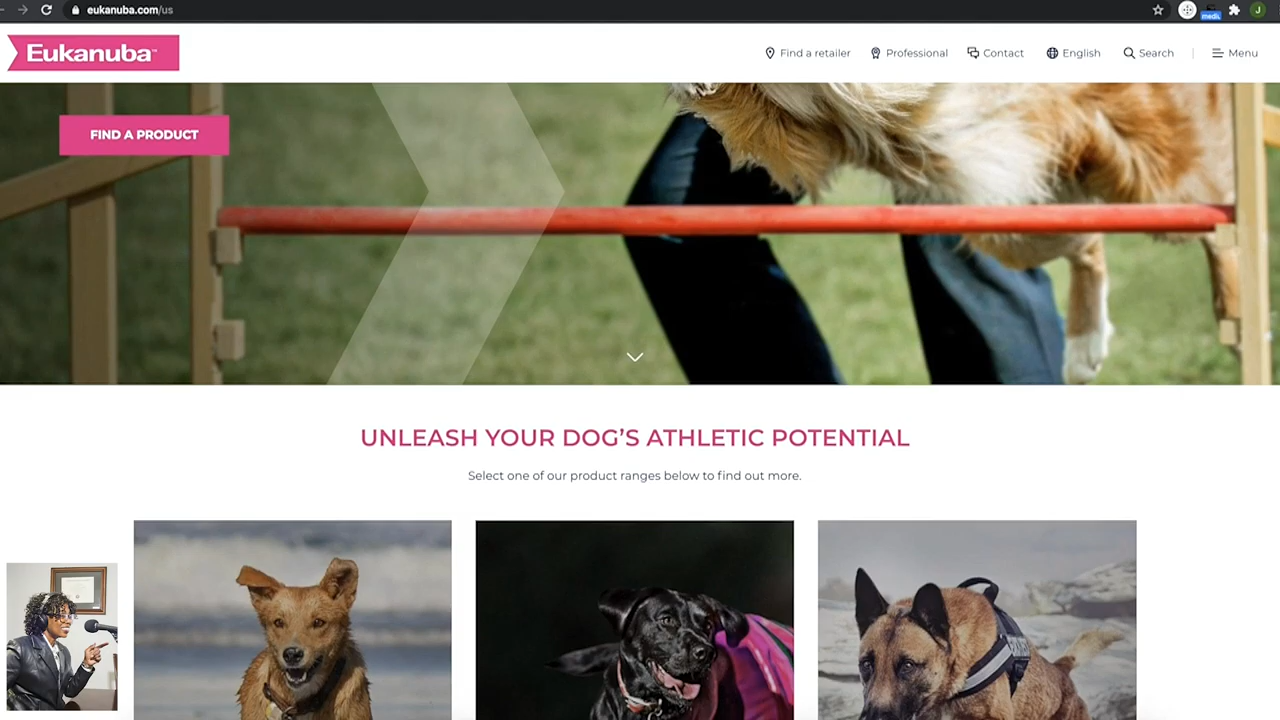 eukanuba.com/us
medi,
J
Eukanuba™
Find a retailer
Professional
Contact
English
Search
Menu
FIND A PRODUCT
UNLEASH YOUR DOG’S ATHLETIC POTENTIAL
Select one of our product ranges below to find out more.